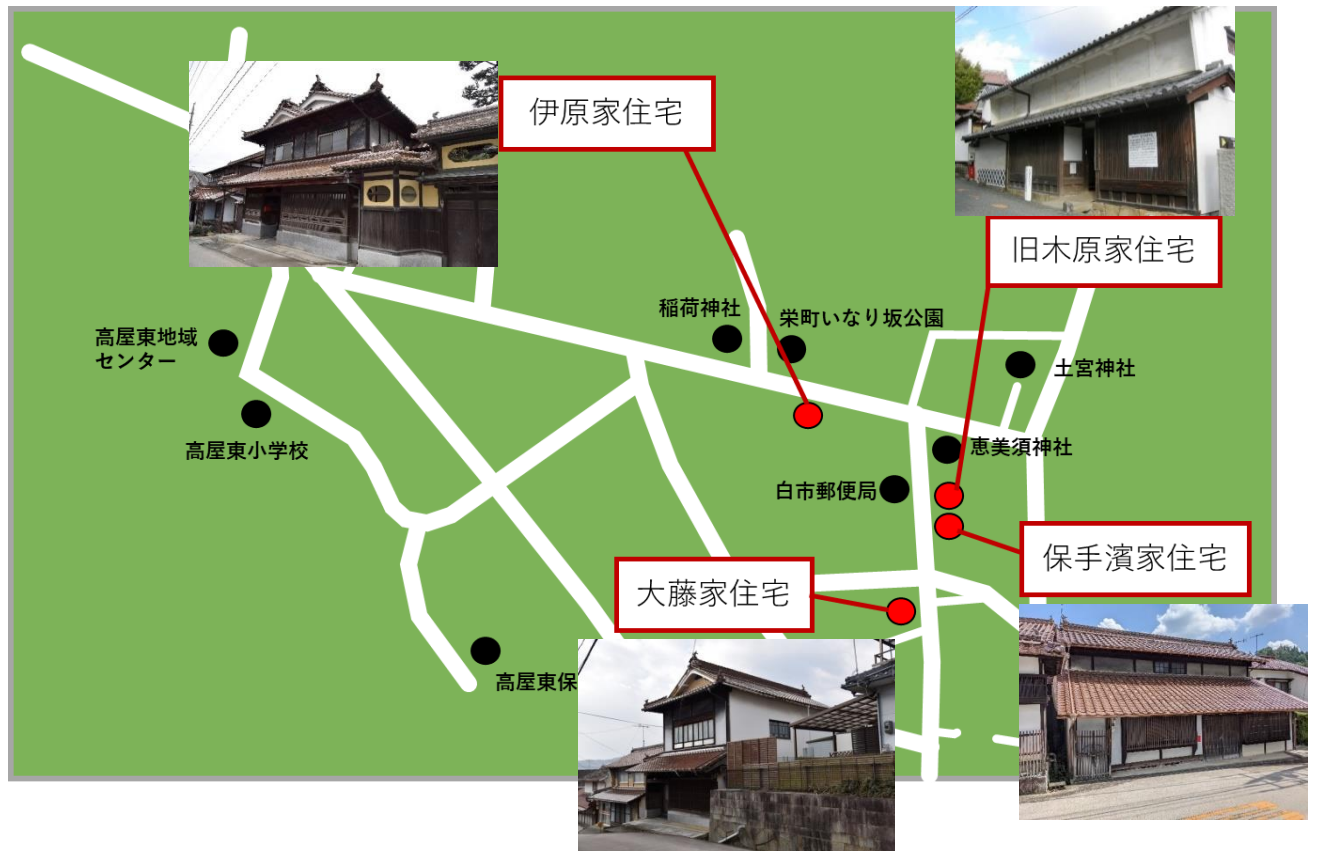 伊原家住宅
旧木原家住宅
稲荷神社
栄町いなり坂公園
高屋東地域
センター
土宮神社
高屋東小学校
恵美須神社
白市郵便局
保手濱家住宅
大藤家住宅
高屋東保